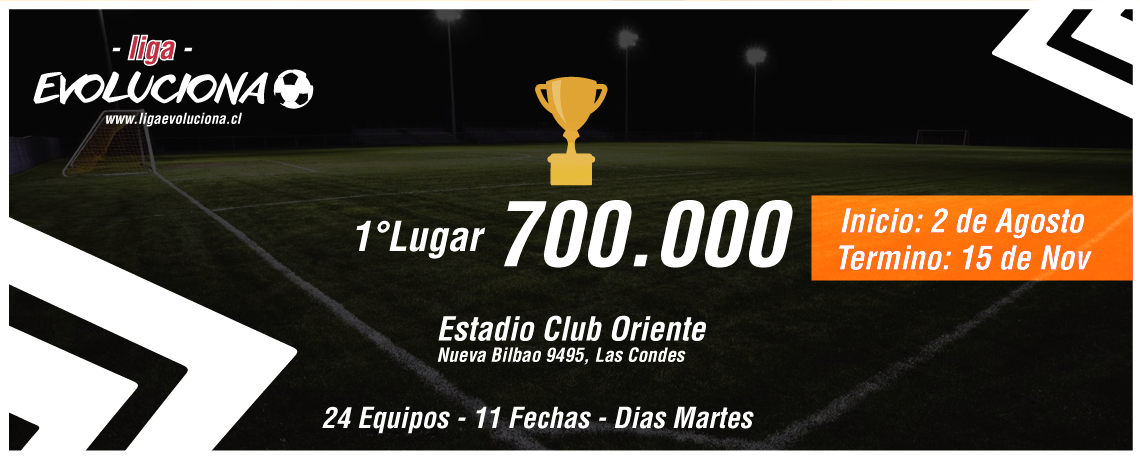 - liga -
EVOLUCIONA
www.ligaevoluciona.cl
1°Lugar 700.000
Inicio: 2 de Agosto
Termino: 15 de Nov
Estadio Club Oriente
Nueva Bilbao 9495, Las Condes
24 Equipos - 11 Fechas - Dias Martes